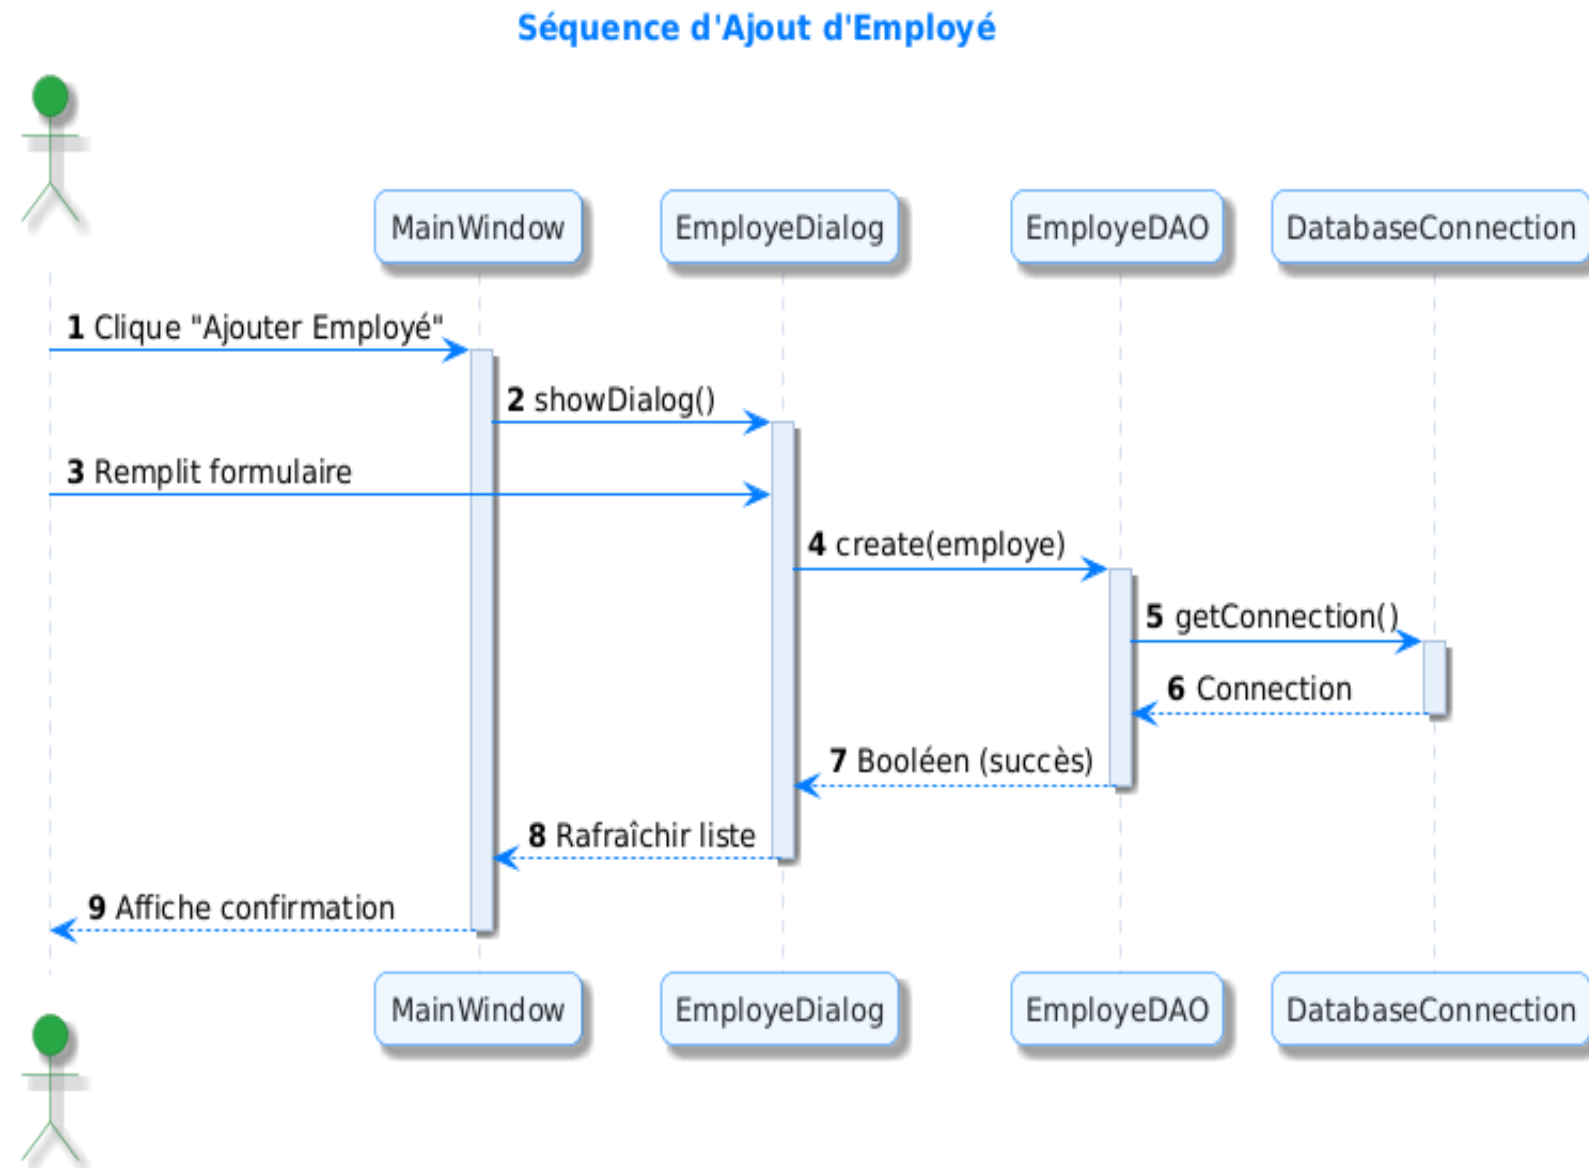 Séquence d'Ajout d'Employé
MainWindow
EmployeDialog
EmployeDAO
DatabaseConnection
1 Clique "Ajouter Employé"
2 showDialog()
3 Remplit formulaire
4 create(employe)
5 getConnection()
6 Connection
7 Booléen (succès)
8 Rafraîchir liste
9 Affiche confirmation
MainWindow
EmployeDialog
EmployeDAO
DatabaseConnection